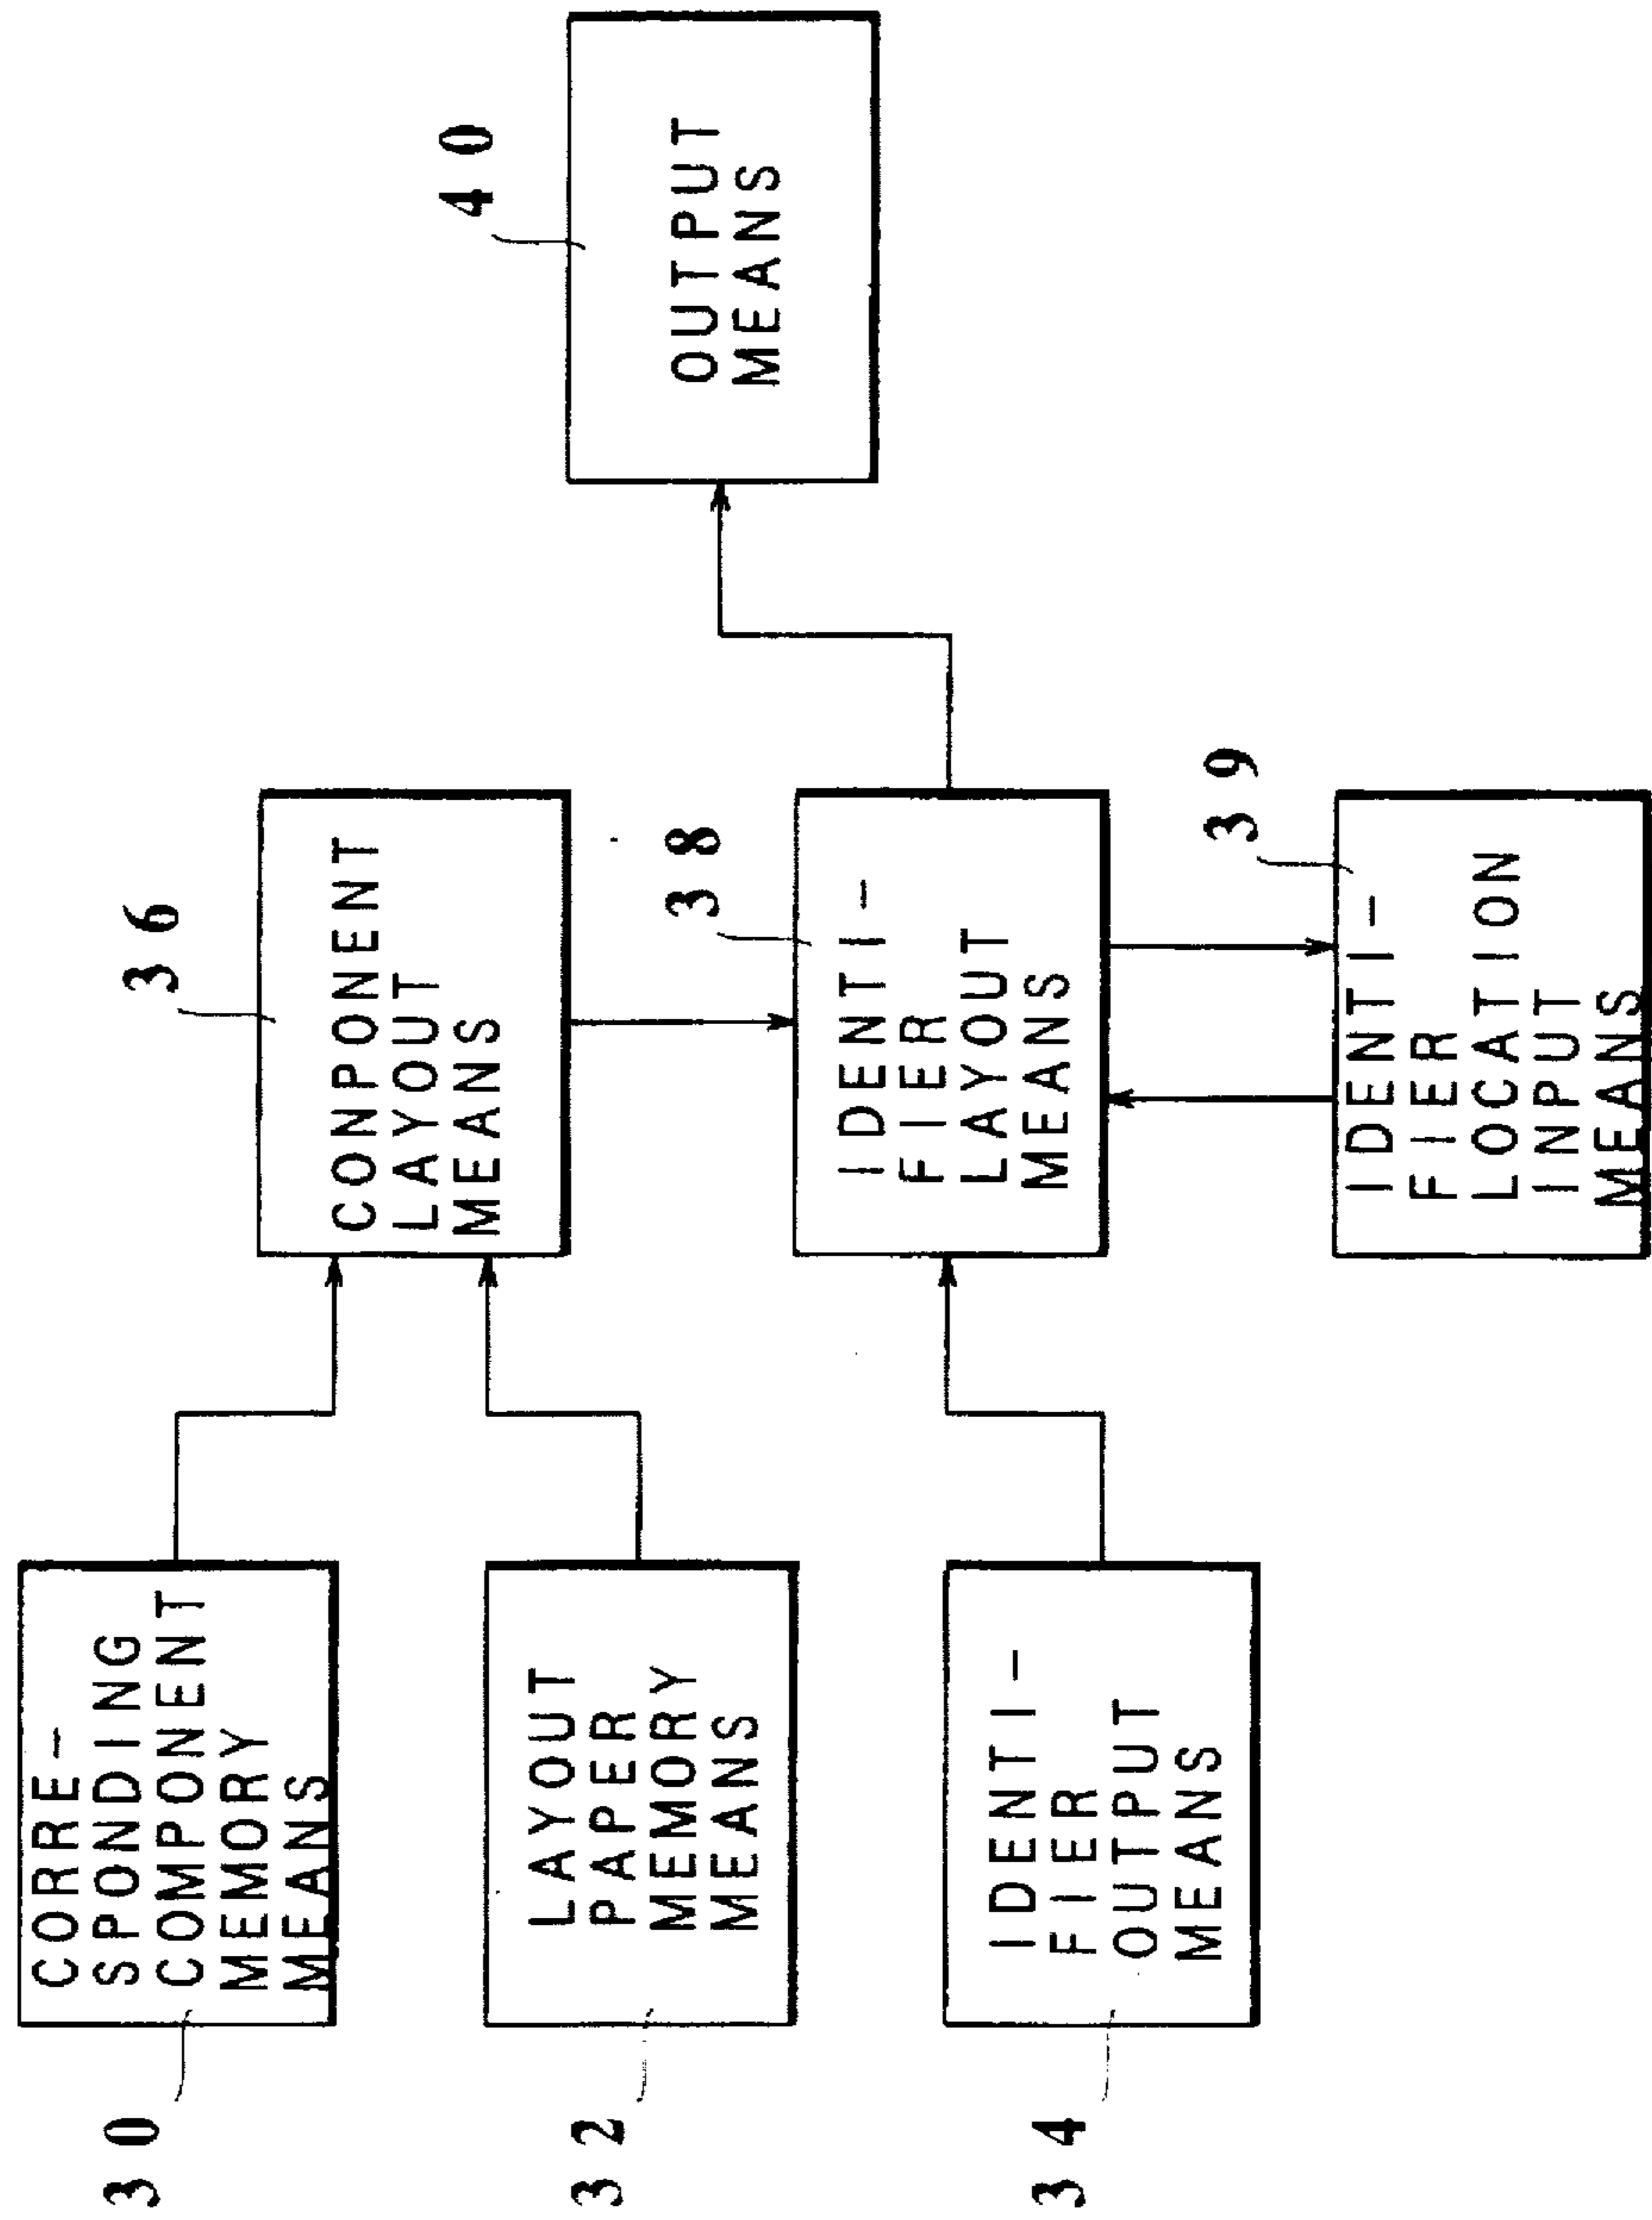 30
CORRE-
SPONDING
COMPONENT
MEMORY
MEANS
32
LAYOUT
PAPER
MEMORY
MEANS
34
IDENTI-
FIER
OUTPUT
MEANS
36
CONPONENT
LAYOUT
MEANS
38
IDENTI-
FIER
LAYOUT
MEANS
39
IDENTI-
FIER
LOCATION
INPUT
MEANS
40
OUTPUT
MEANS